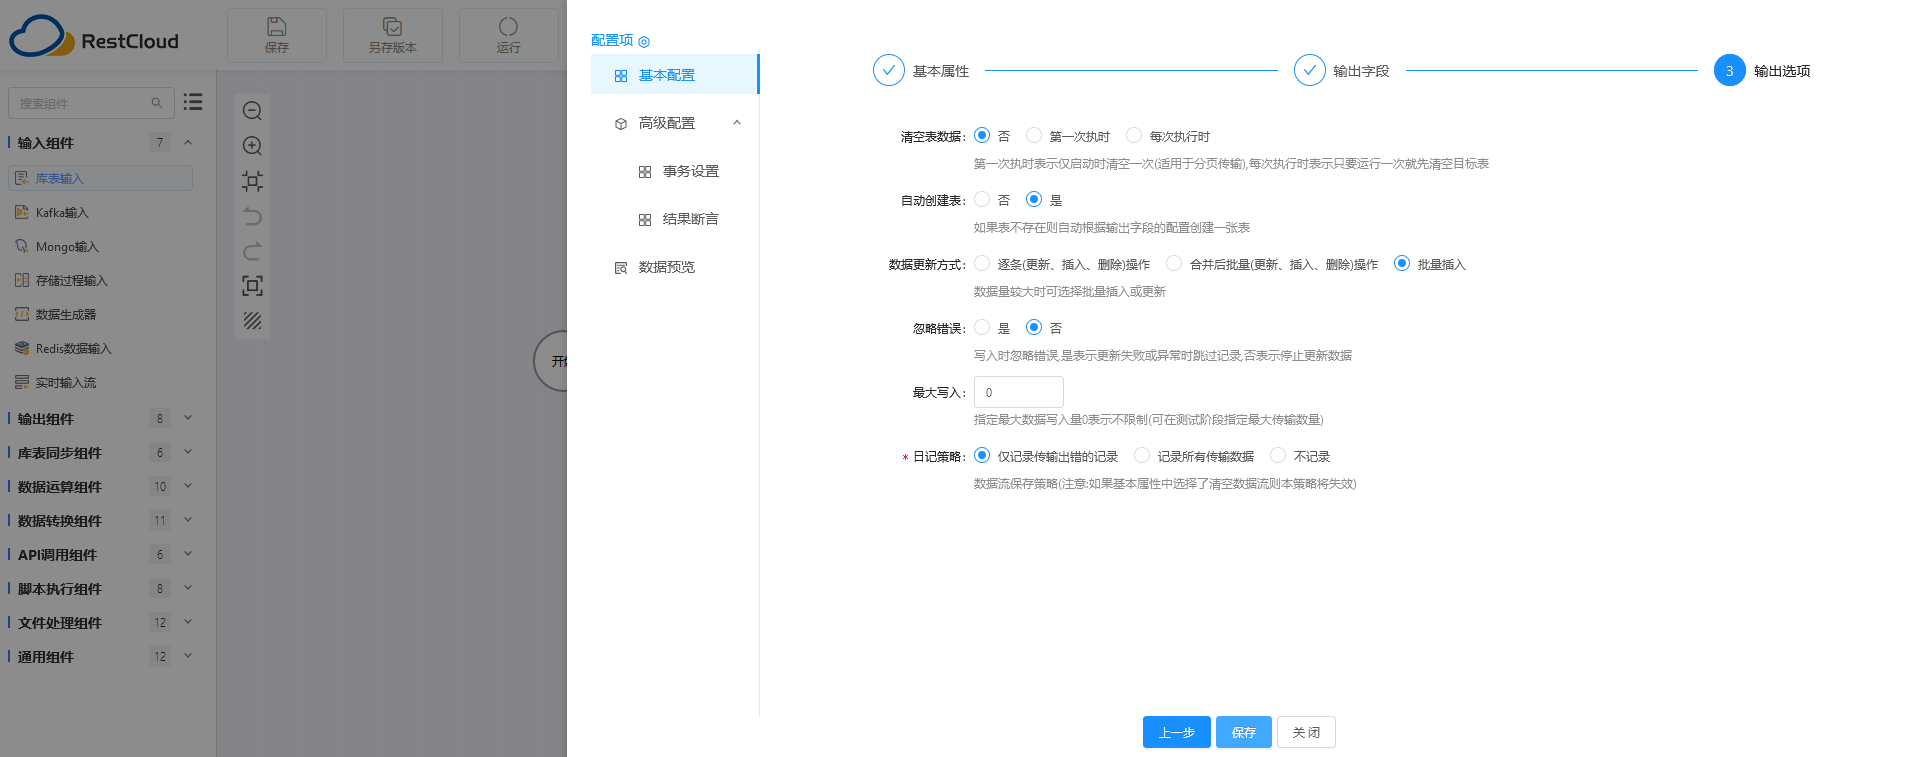 RestCloud
保存
另存版本
运行
搜索组件
输入组件 7
库表输入
Kafka输入
Mongo输入
存储过程输入
数据生成器
Redis数据输入
实时输入流
输出组件 8
库表同步组件 6
数据运算组件 10
数据转换组件 11
API调用组件 6
脚本执行组件 8
文件处理组件 12
通用组件 12
开始
配置项
基本配置
高级配置
事务设置
结果断言
数据预览
基本属性
输出字段
3 输出选项
清空表数据: 否 第一次执时 每次执行时
第一次执时表示仅启动时清空一次(适用于分页传输),每次执行时表示只要运行一次就先清空目标表
自动创建表: 否 是
如果表不存在则自动根据输出字段的配置创建一张表
数据更新方式: 逐条(更新、插入、删除)操作 合并后批量(更新、插入、删除)操作 批量插入
数据量较大时可选择批量插入或更新
忽略错误: 是 否
写入时忽略错误,是表示更新失败或异常时跳过记录,否表示停止更新数据
最大写入: 0
指定最大数据写入量0表示不限制(可在测试阶段指定最大传输数量)
* 日记策略: 仅记录传输出错的记录 记录所有传输数据 不记录
数据流保存策略(注意:如果基本属性中选择了清空数据流则本策略将失效)
上一步 保存 关 闭